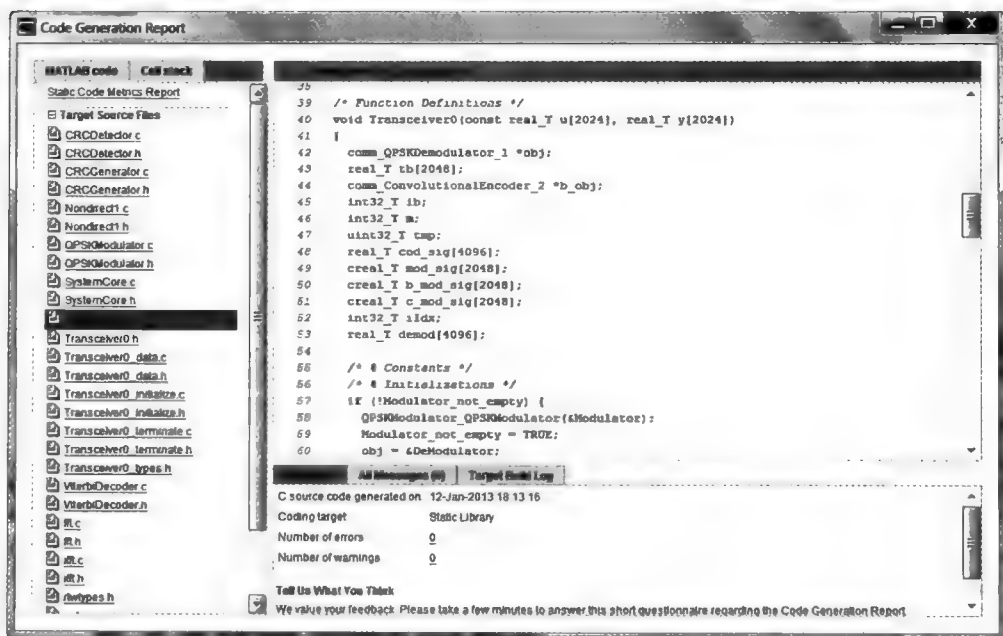 Code Generation Report
MATLAB code
Call stack
Static Code Metrics Report
Target Source Files
CRCDetector.c
CRCDetector.h
CRCGenerator.c
CRCGenerator.h
Nondirect1.c
Nondirect1.h
QPSKModulator.c
QPSKModulator.h
SystemCore.c
SystemCore.h
Transceiver0.h
Transceiver0_data.c
Transceiver0_data.h
Transceiver0_initialize.c
Transceiver0_initialize.h
Transceiver0_terminate.c
Transceiver0_terminate.h
Transceiver0_types.h
ViterbiDecoder.c
ViterbiDecoder.h
fft.c
fft.h
ifft.c
ifft.h
rtwtypes.h
38
39 /* Function Definitions */
40 void Transceiver0(const real_T u[2024], real_T y[2024])
41 {
42 comm_QPSKDemodulator_1 *obj;
43 real_T tb[2048];
44 comm_ConvolutionalEncoder_2 *b_obj;
45 int32_T ib;
46 int32_T m;
47 uint32_T tmp;
48 real_T cod_sig[4096];
49 creal_T mod_sig[2048];
50 creal_T b_mod_sig[2048];
51 creal_T c_mod_sig[2048];
52 int32_T iIdx;
53 real_T demod[4096];
54
55 /* % Constants */
56 /* % Initializations */
57 if (!Modulator_not_empty) {
58 QPSKModulator_QPSKModulator(&Modulator);
59 Modulator_not_empty = TRUE;
60 obj = &DeModulator;
All Messages (0)
Target Build Log
C source code generated on 12-Jan-2013 18 13 16
Coding target Static Library
Number of errors 0
Number of warnings 0
Tell Us What You Think
We value your feedback. Please take a few minutes to answer this short questionnaire regarding the Code Generation Report